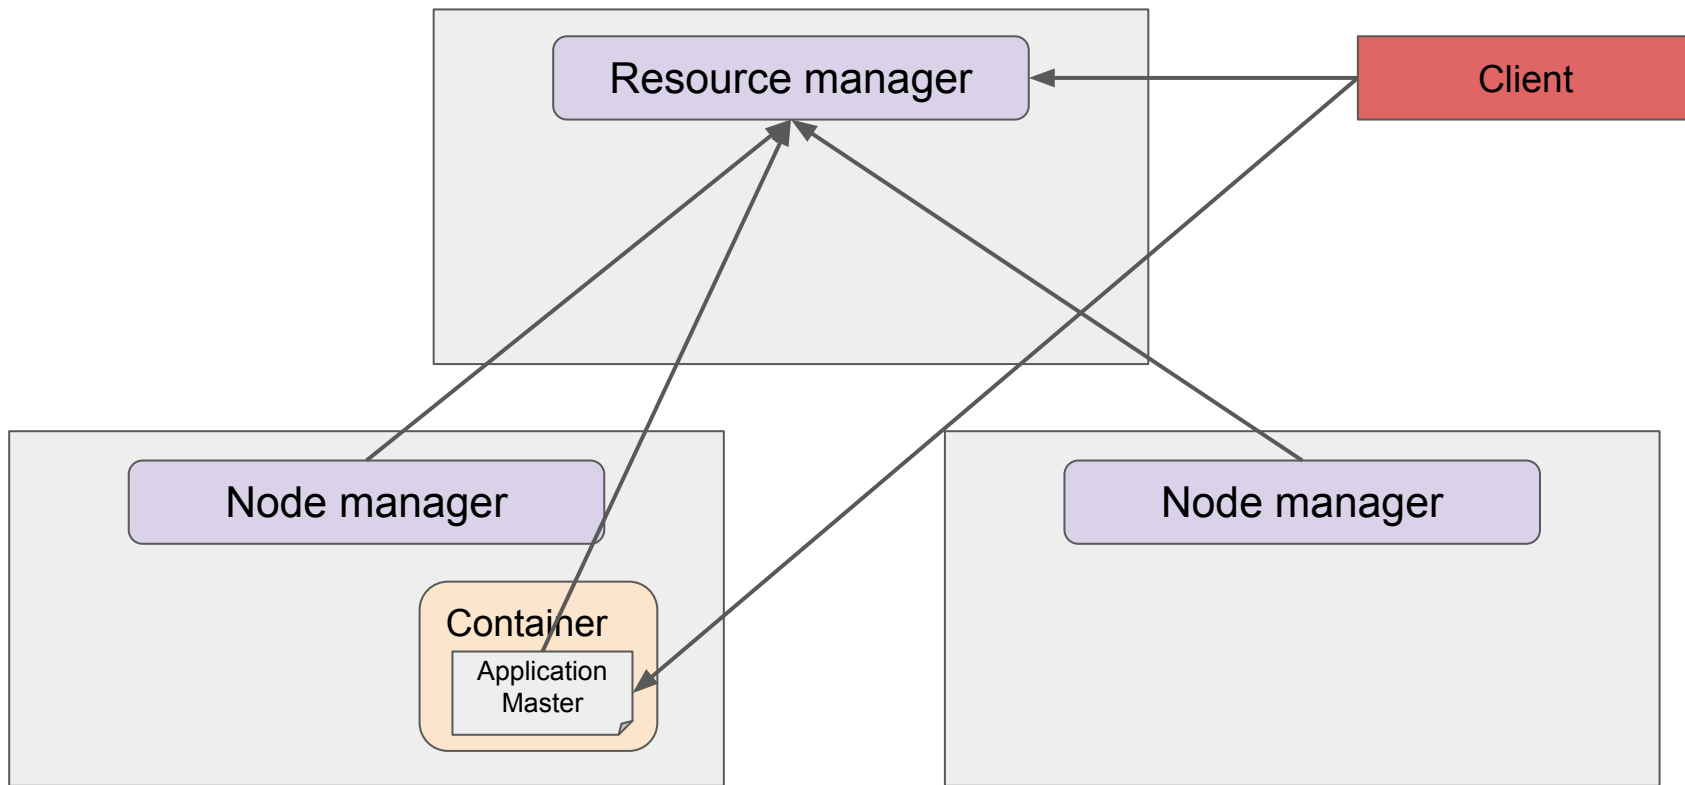 Resource manager
Client
Node manager
Node manager
Container
Application
Master